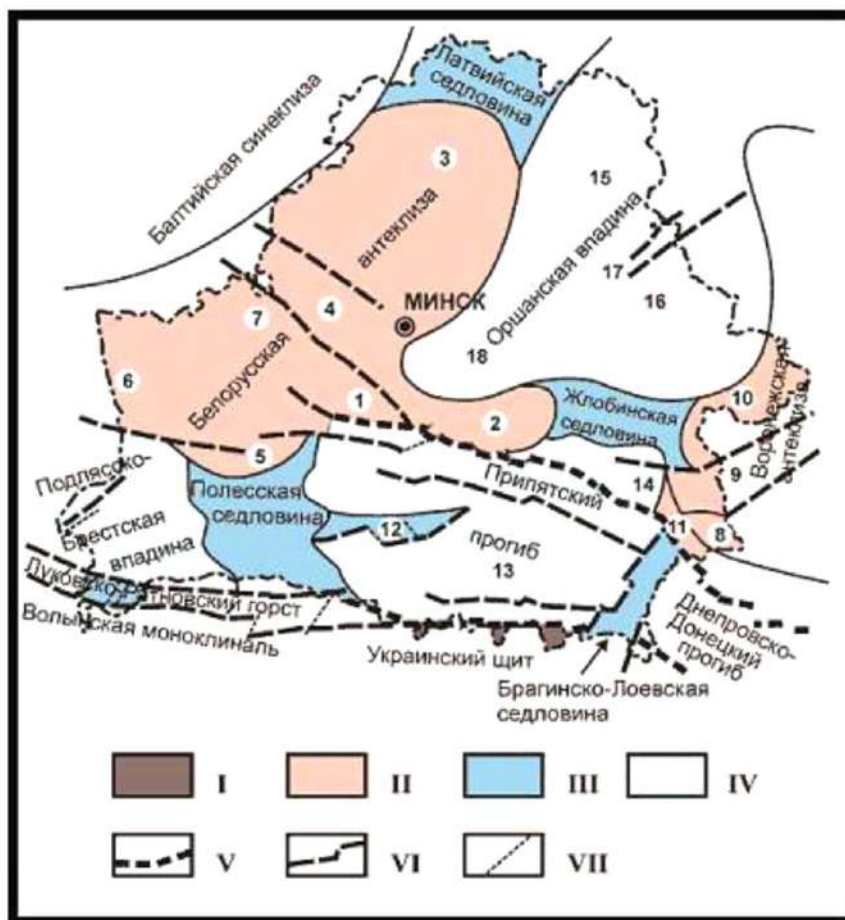 Латвийская
седловина
Балтийская синеклиза
3
антеклиза
15
Оршанская впадина
17
16
4
МИНСК
7
Белорусская
18
6
1
2
Жлобинская
седловина
10
Воронежская
антеклиза
9
5
Подлясско-
Брестская
впадина
Полесская
седловина
Припятский
прогиб
14
12
11
8
13
Луковско-Ратновский горст
Волынская моноклиналь
Украинский щит
Днепровско-
Донецкий
прогиб
Брагинско-Лоевская
седловина
I
II
III
IV
V
VI
VII